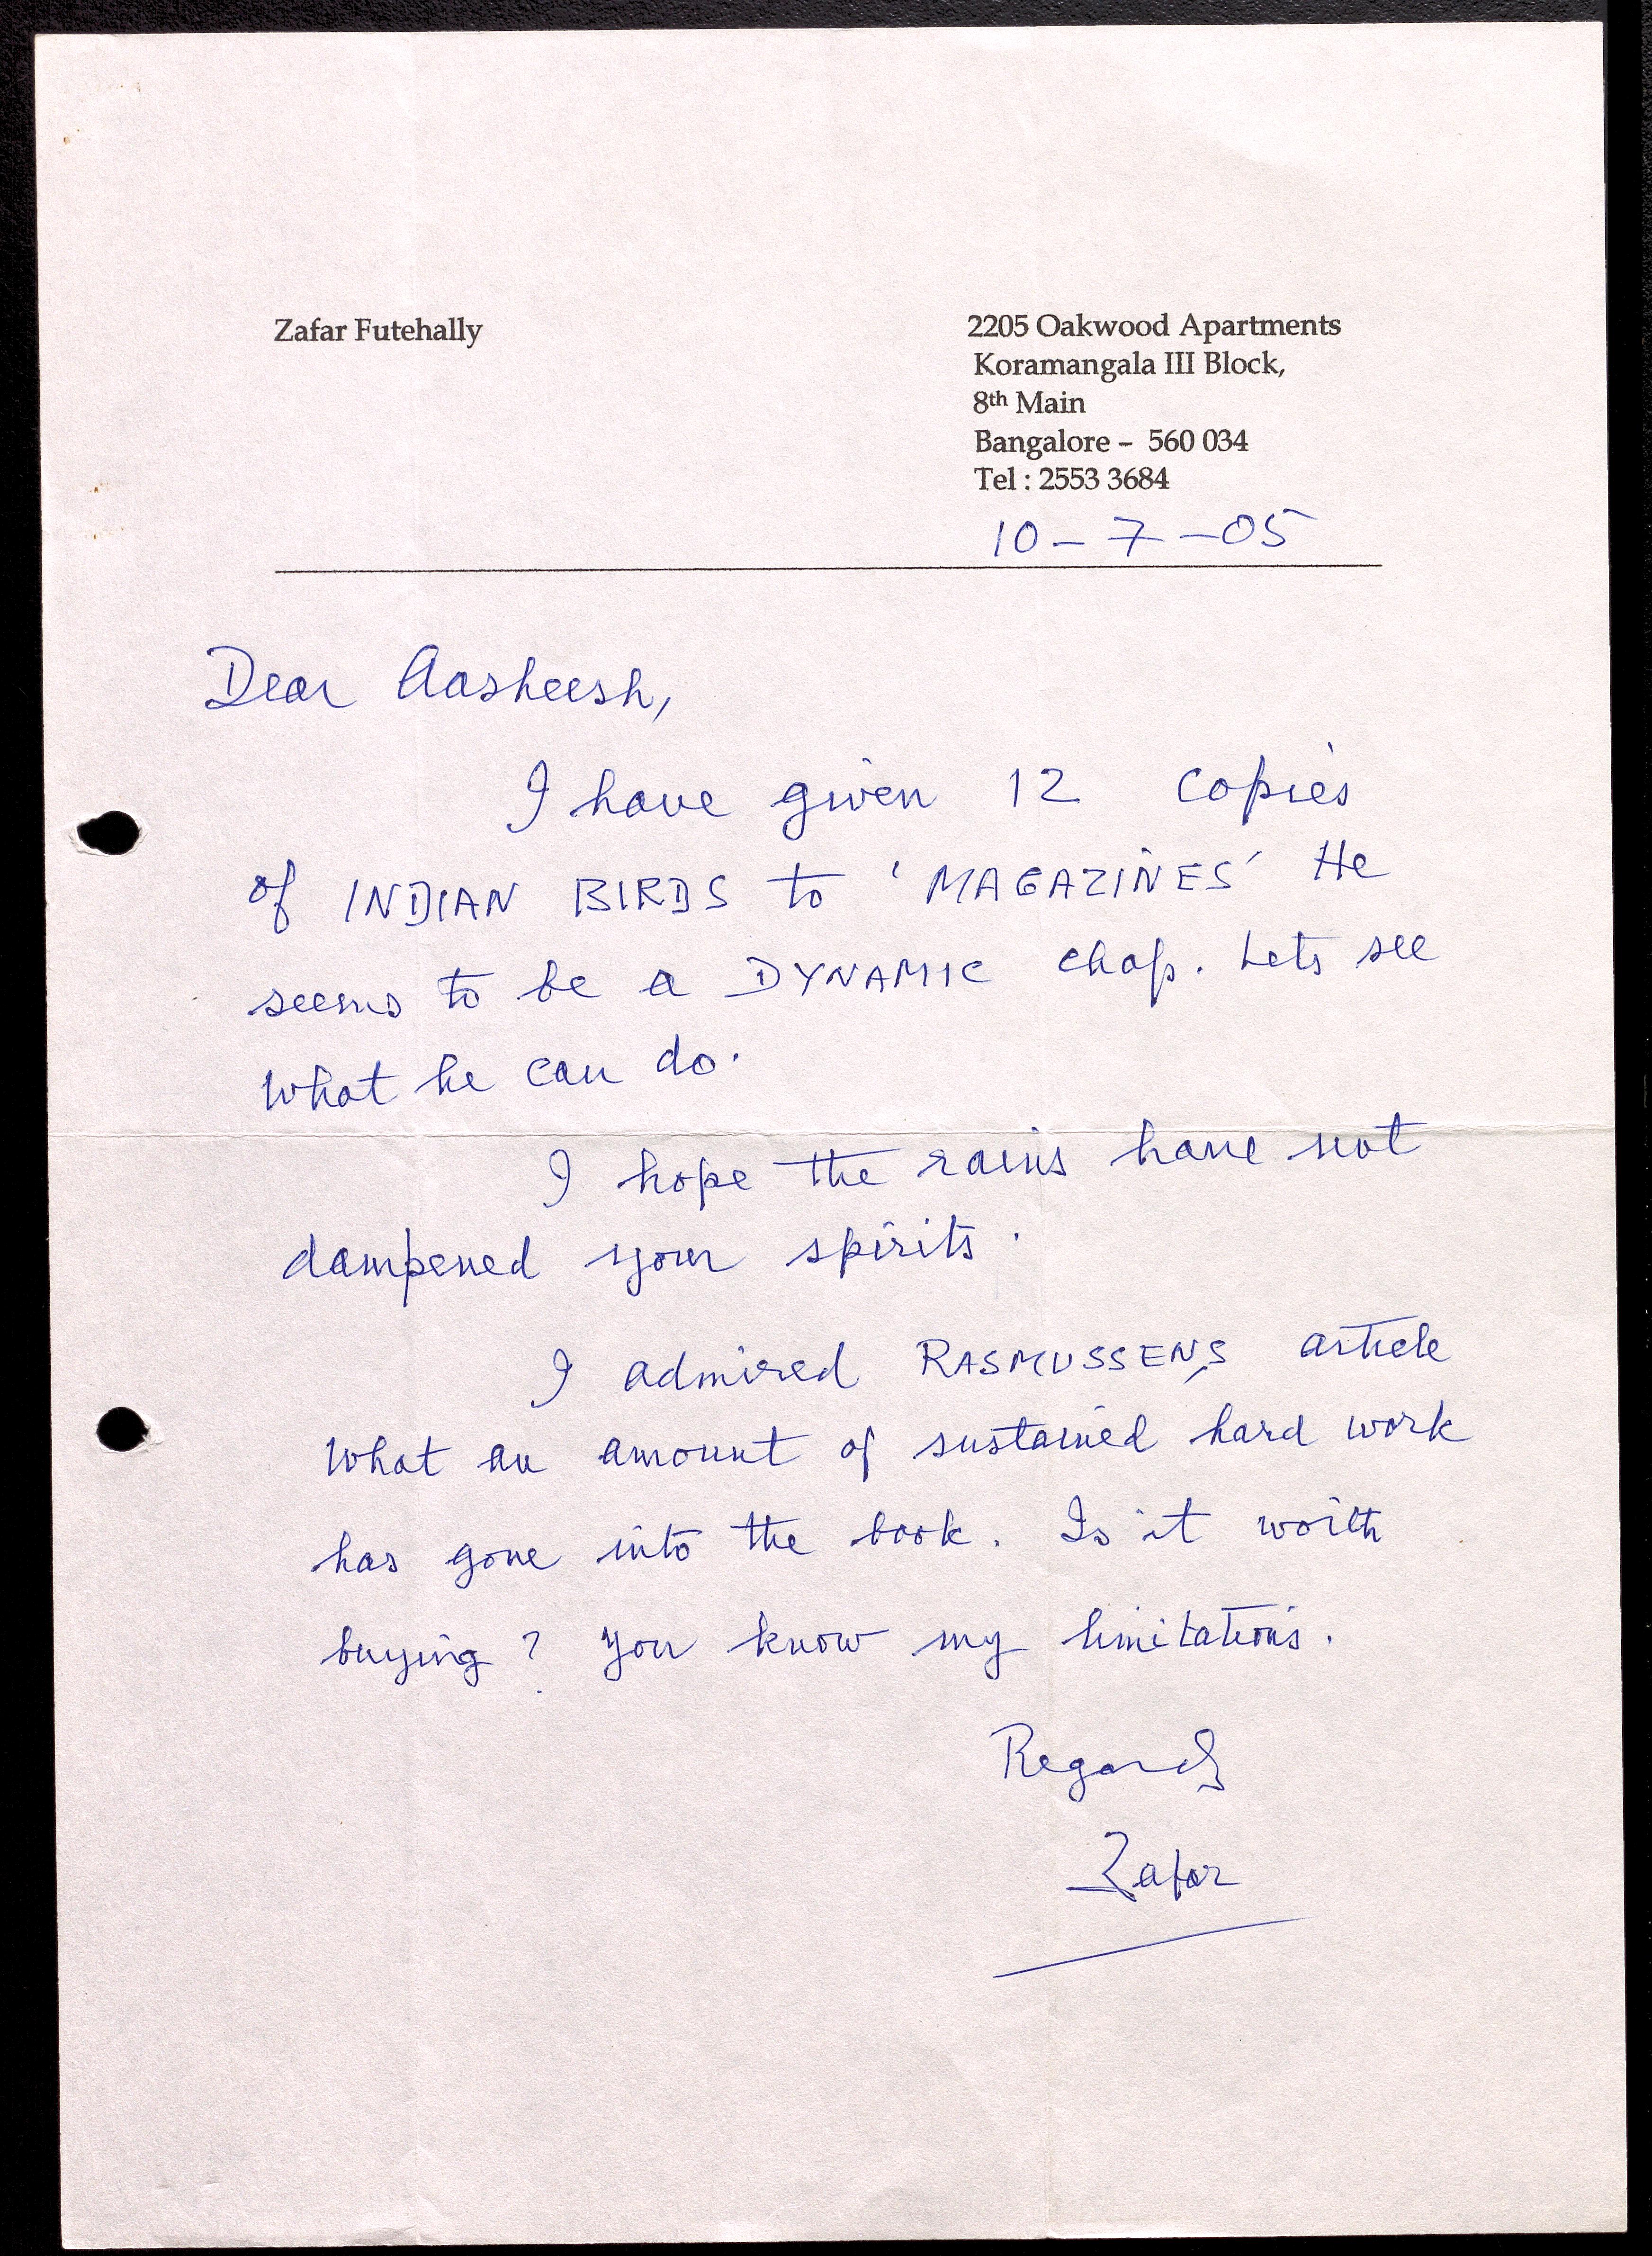 Zafar Futehally
2205 Oakwood Apartments
Koramangala III Block,
8th Main
Bangalore – 560 034
Tel : 2553 3684
10 – 7 – 05
Dear Aasheesh,
I have given 12 copies
of INDIAN BIRDS to 'MAGAZINES' He
seems to be a DYNAMIC chap. Lets see
what he can do.
I hope the rains have not
dampened your spirits.
I admired RASMUSSENS article
What an amount of sustained hard work
has gone into the book. Is it worth
buying? You know my limitations.
Regards
Zafar